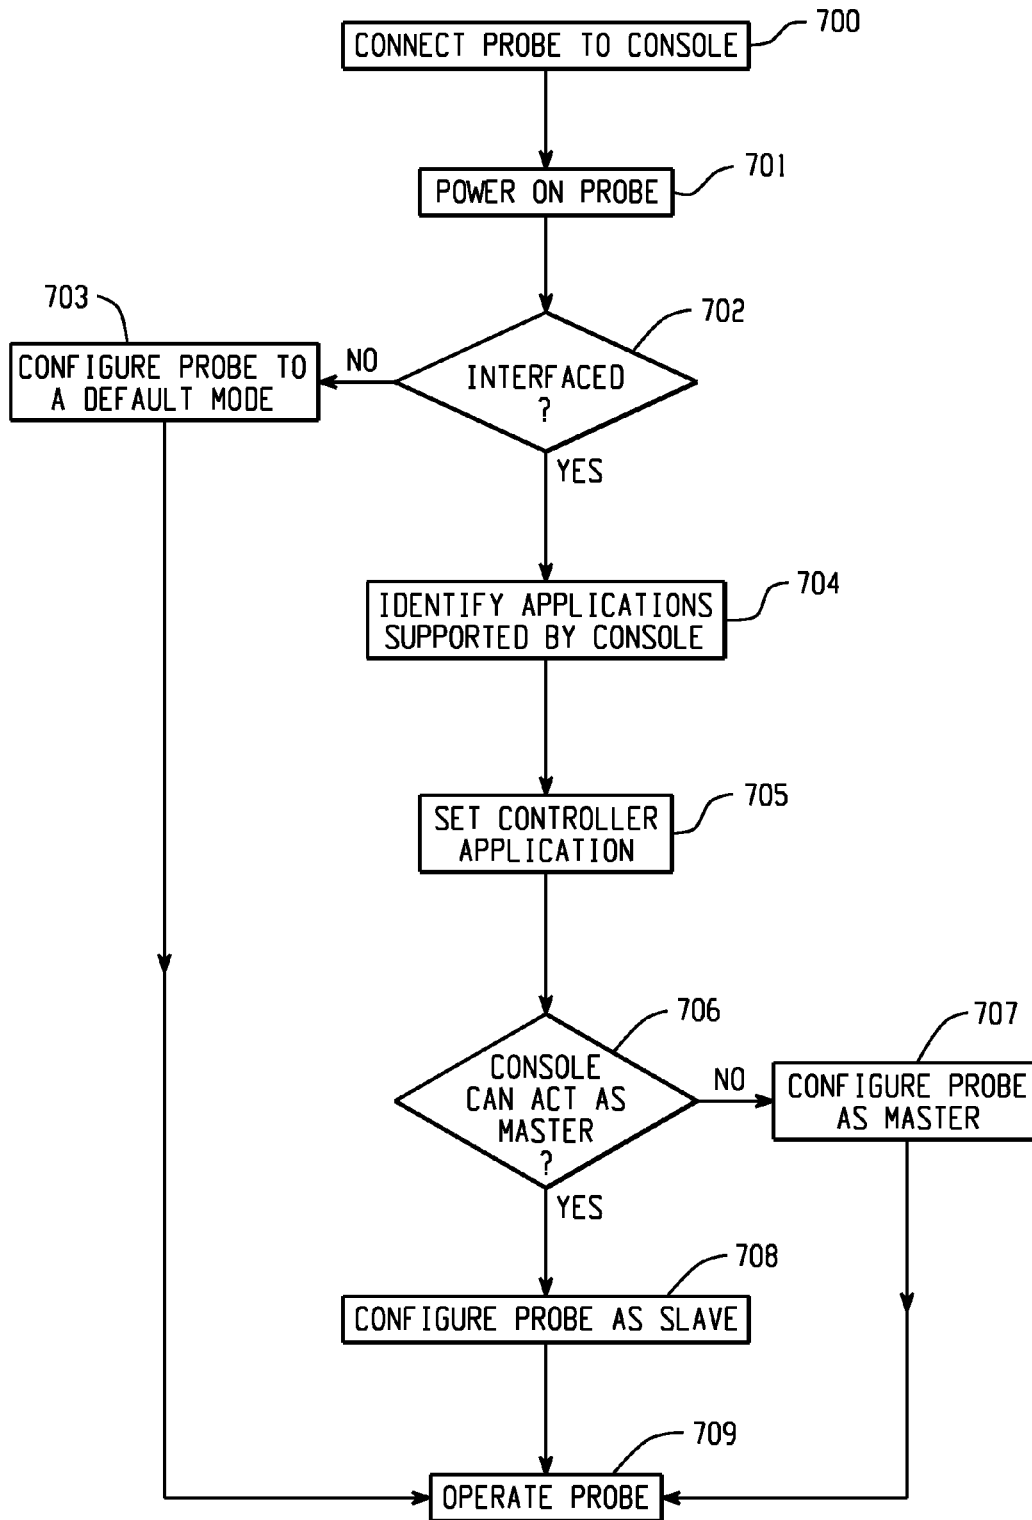 CONNECT PROBE TO CONSOLE
700
POWER ON PROBE
701
703
CONFIGURE PROBE TO
A DEFAULT MODE
NO
702
INTERFACED
?
YES
704
IDENTIFY APPLICATIONS
SUPPORTED BY CONSOLE
705
SET CONTROLLER
APPLICATION
706
CONSOLE
CAN ACT AS
MASTER
?
NO
707
CONFIGURE PROBE
AS MASTER
YES
708
CONFIGURE PROBE AS SLAVE
709
OPERATE PROBE